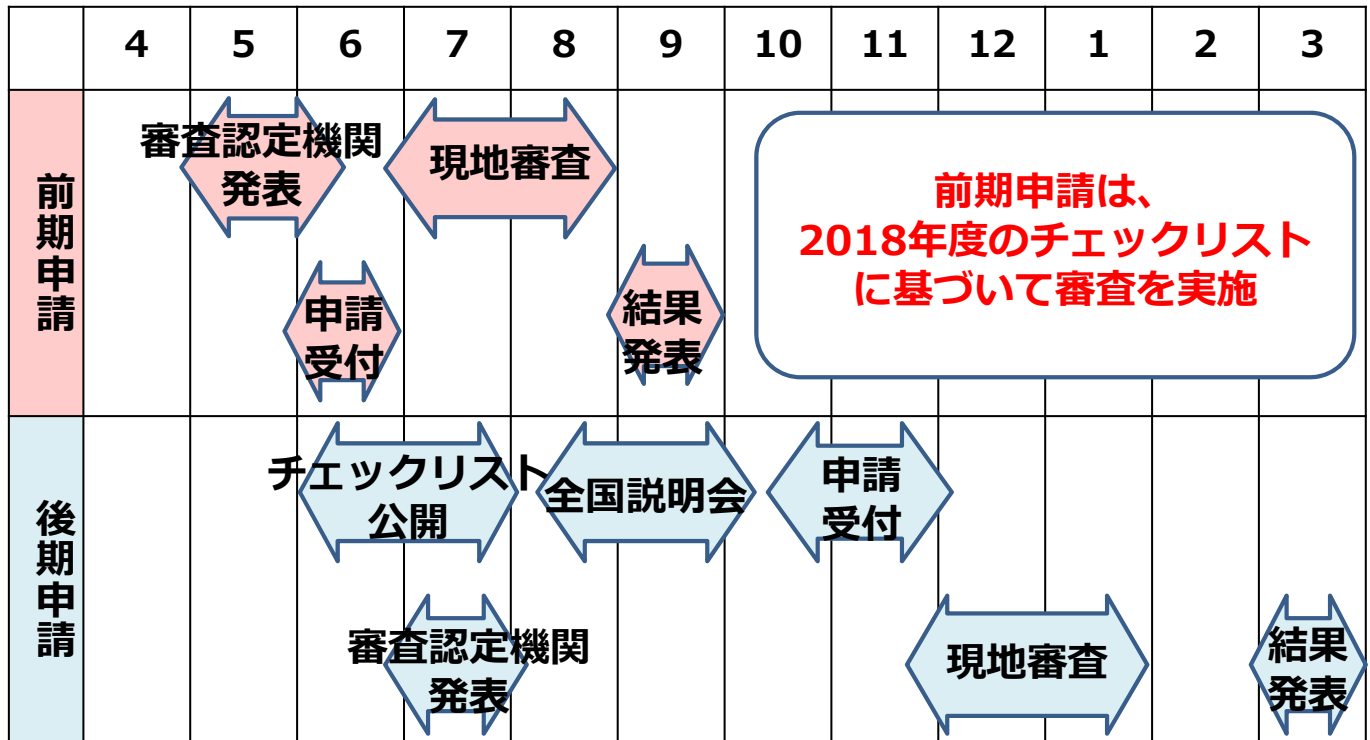 4 5 6 7 8 9 10 11 12 1 2 3
前期申請
審査認定機関
発表
現地審査
前期申請は、
2018年度のチェックリスト
に基づいて審査を実施
申請
受付
結果
発表
後期申請
チェックリスト
公開
全国説明会
申請
受付
審査認定機関
発表
現地審査
結果
発表